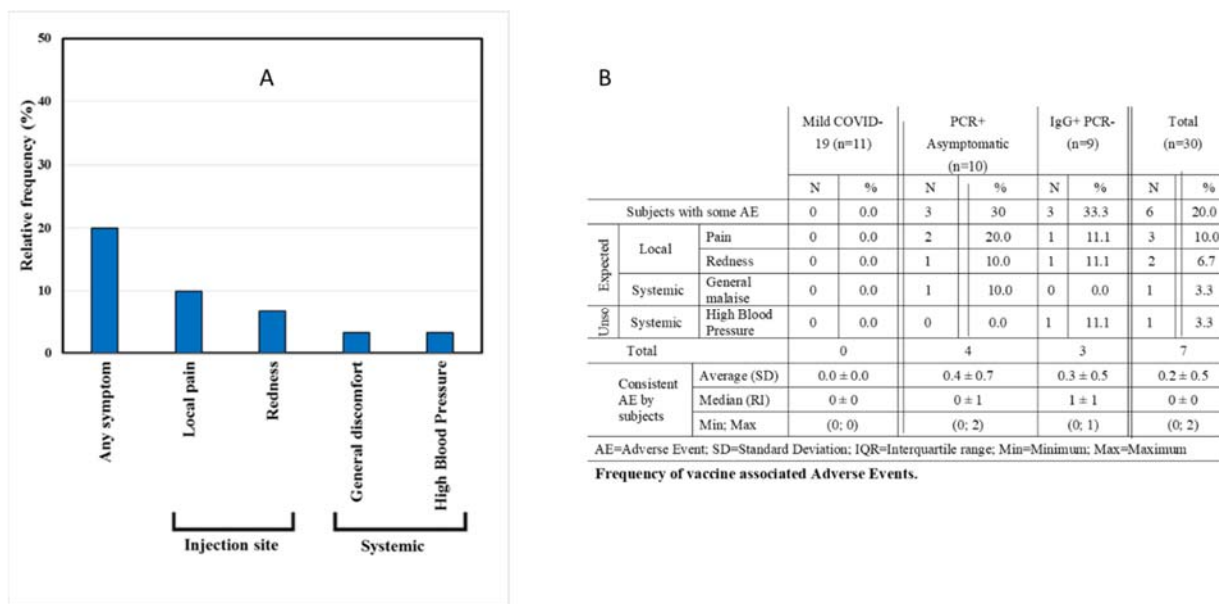 A
50
40
30
20
10
0
Relative frequency (%)
Any symptom
Local pain
Redness
General discomfort
High Blood Pressure
Injection site
Systemic
B
Mild COVID-
19 (n=11)
PCR+
Asymptomatic
(n=10)
IgG+ PCR-
(n=9)
Total
(n=30)
N % N % N % N %
Subjects with some AE 0 0.0 3 30 3 33.3 6 20.0
Expected
Local
Pain 0 0.0 2 20.0 1 11.1 3 10.0
Redness 0 0.0 1 10.0 1 11.1 2 6.7
Systemic
General
malaise 0 0.0 1 10.0 0 0.0 1 3.3
Unso
Systemic
High Blood
Pressure 0 0.0 0 0.0 1 11.1 1 3.3
Total 0 4 3 7
Consistent
AE by
subjects
Average (SD) 0.0 ± 0.0 0.4 ± 0.7 0.3 ± 0.5 0.2 ± 0.5
Median (RI) 0 ± 0 0 ± 1 1 ± 1 0 ± 0
Min; Max (0; 0) (0; 2) (0; 1) (0; 2)
AE=Adverse Event; SD=Standard Deviation; IQR=Interquartile range; Min=Minimum; Max=Maximum
Frequency of vaccine associated Adverse Events.